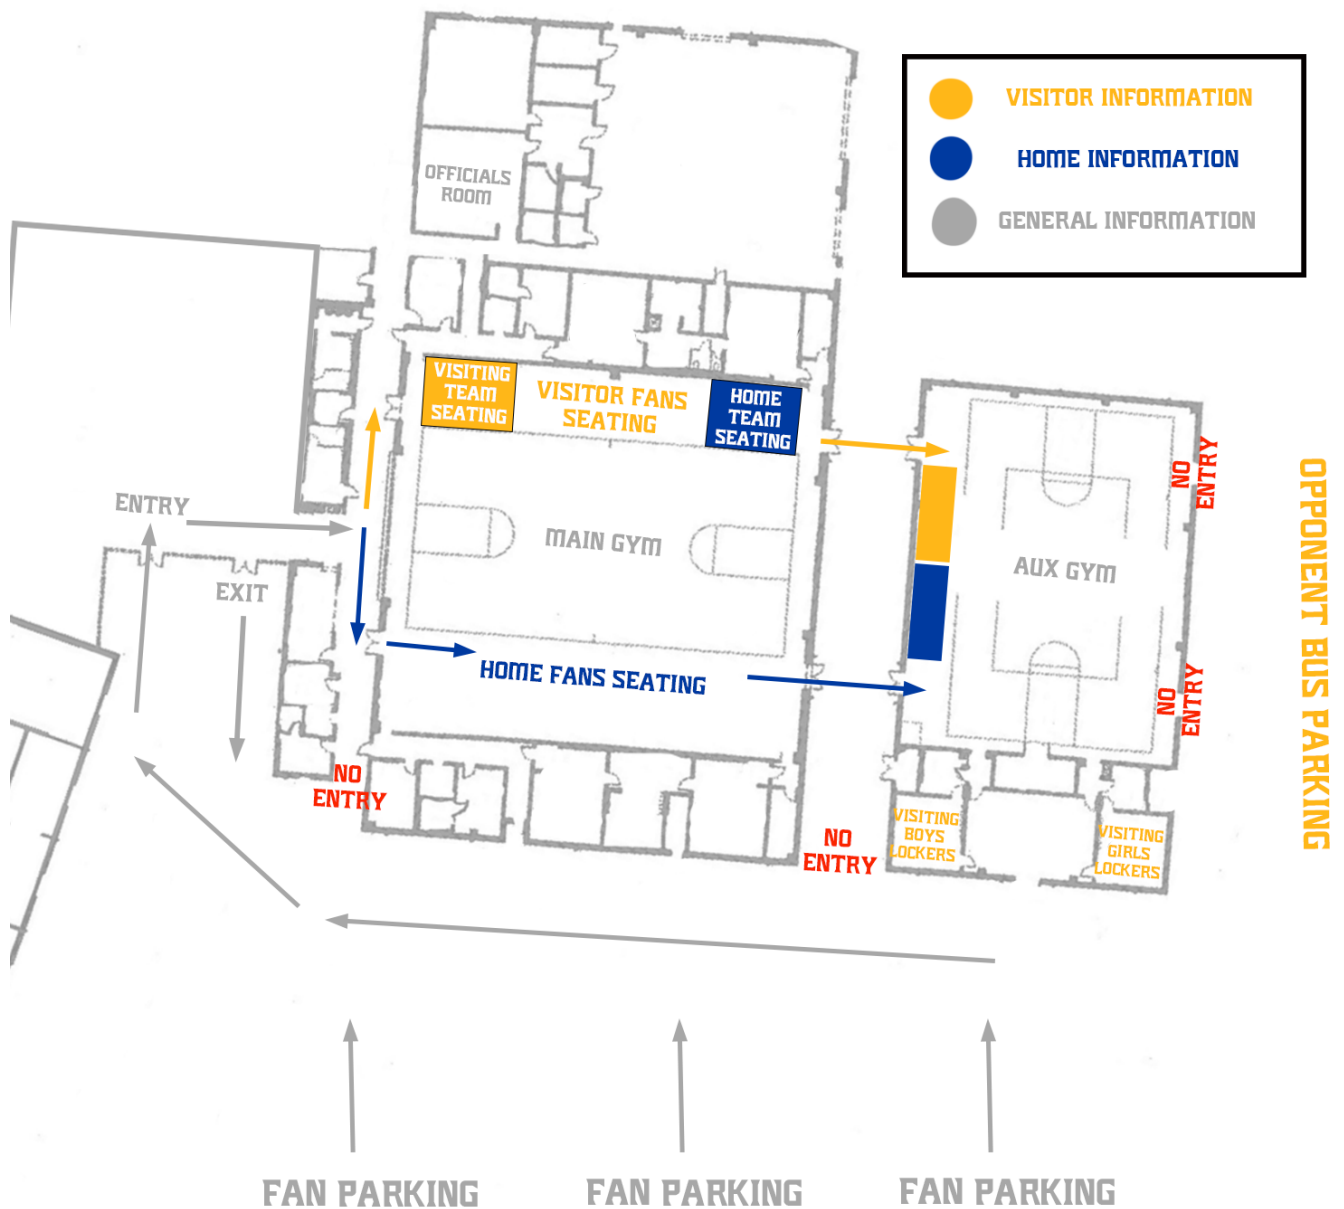 VISITOR INFORMATION
HOME INFORMATION
GENERAL INFORMATION
OFFICIALS
ROOM
VISITING
TEAM
SEATING
VISITOR FANS
SEATING
HOME
TEAM
SEATING
NO
ENTRY
ENTRY
MAIN GYM
AUX GYM
EXIT
OPPONENT BUS PARKING
HOME FANS SEATING
NO
ENTRY
NO
ENTRY
NO
ENTRY
VISITING
BOYS
LOCKERS
VISITING
GIRLS
LOCKERS
FAN PARKING
FAN PARKING
FAN PARKING